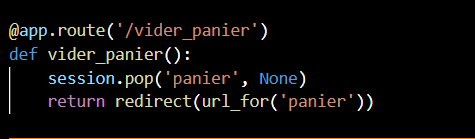 @app.route('/vider_panier')
def vider_panier():
    session.pop('panier', None)
    return redirect(url_for('panier'))